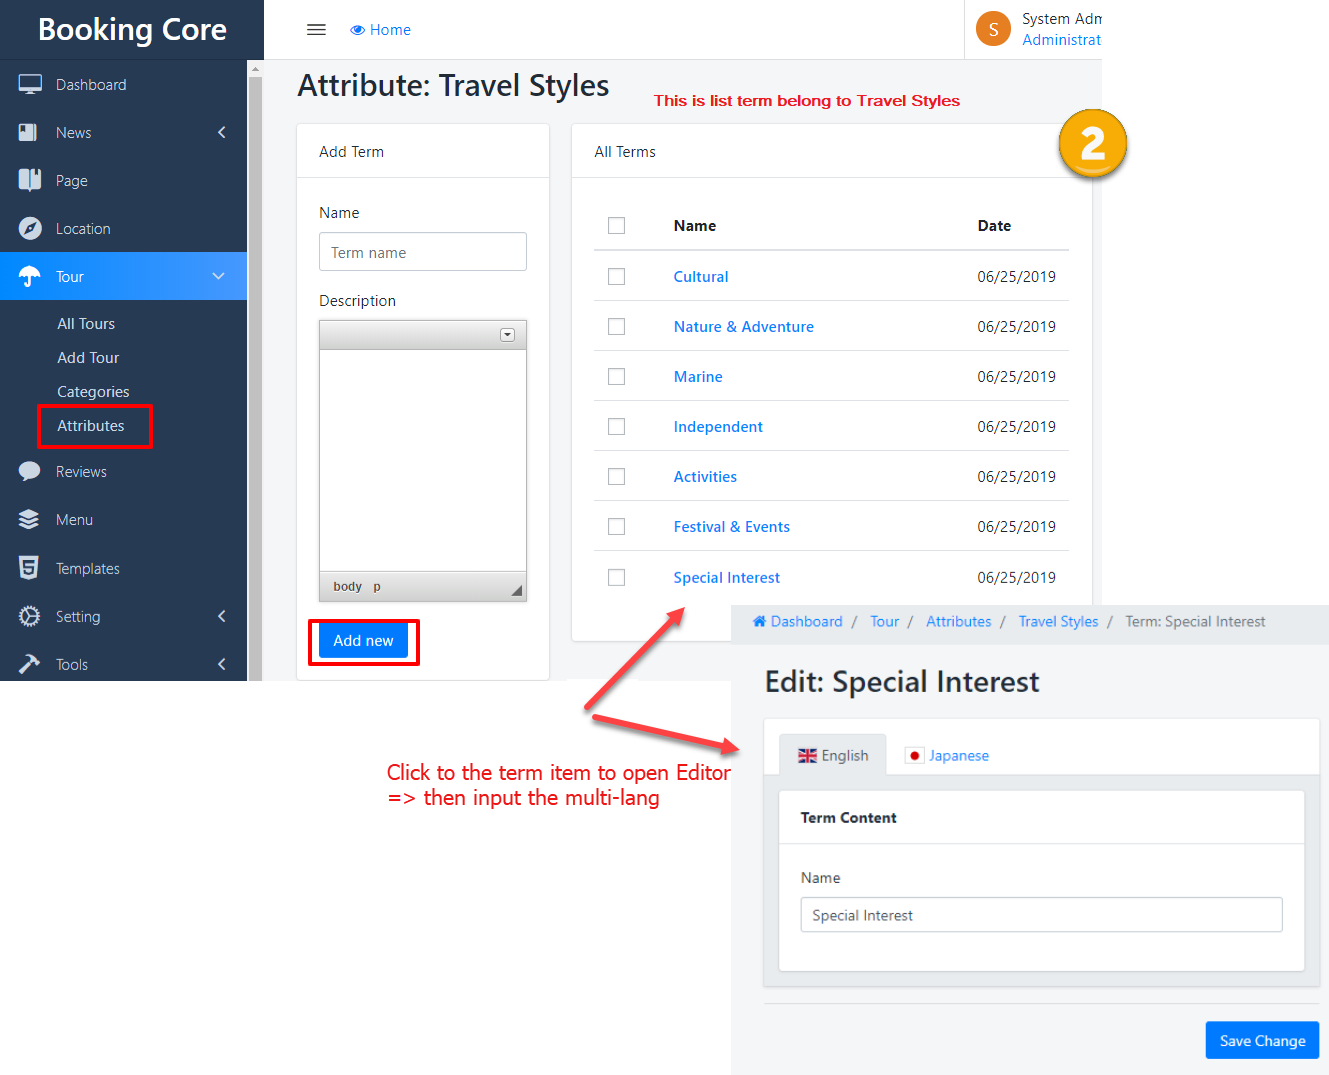 Booking Core
Home
S
System Adm
Administrat
Dashboard
News
Page
Location
Tour
All Tours
Add Tour
Categories
Attributes
Reviews
Menu
Templates
Setting
Tools
Attribute: Travel Styles
This is list term belong to Travel Styles
2
Add Term
Name
Term name
Description
body p
Add new
All Terms
Name Date
Cultural 06/25/2019
Nature & Adventure 06/25/2019
Marine 06/25/2019
Independent 06/25/2019
Activities 06/25/2019
Festival & Events 06/25/2019
Special Interest 06/25/2019
Click to the term item to open Editor
=> then input the multi-lang
Dashboard / Tour / Attributes / Travel Styles / Term: Special Interest
Edit: Special Interest
English Japanese
Term Content
Name
Special Interest
Save Change